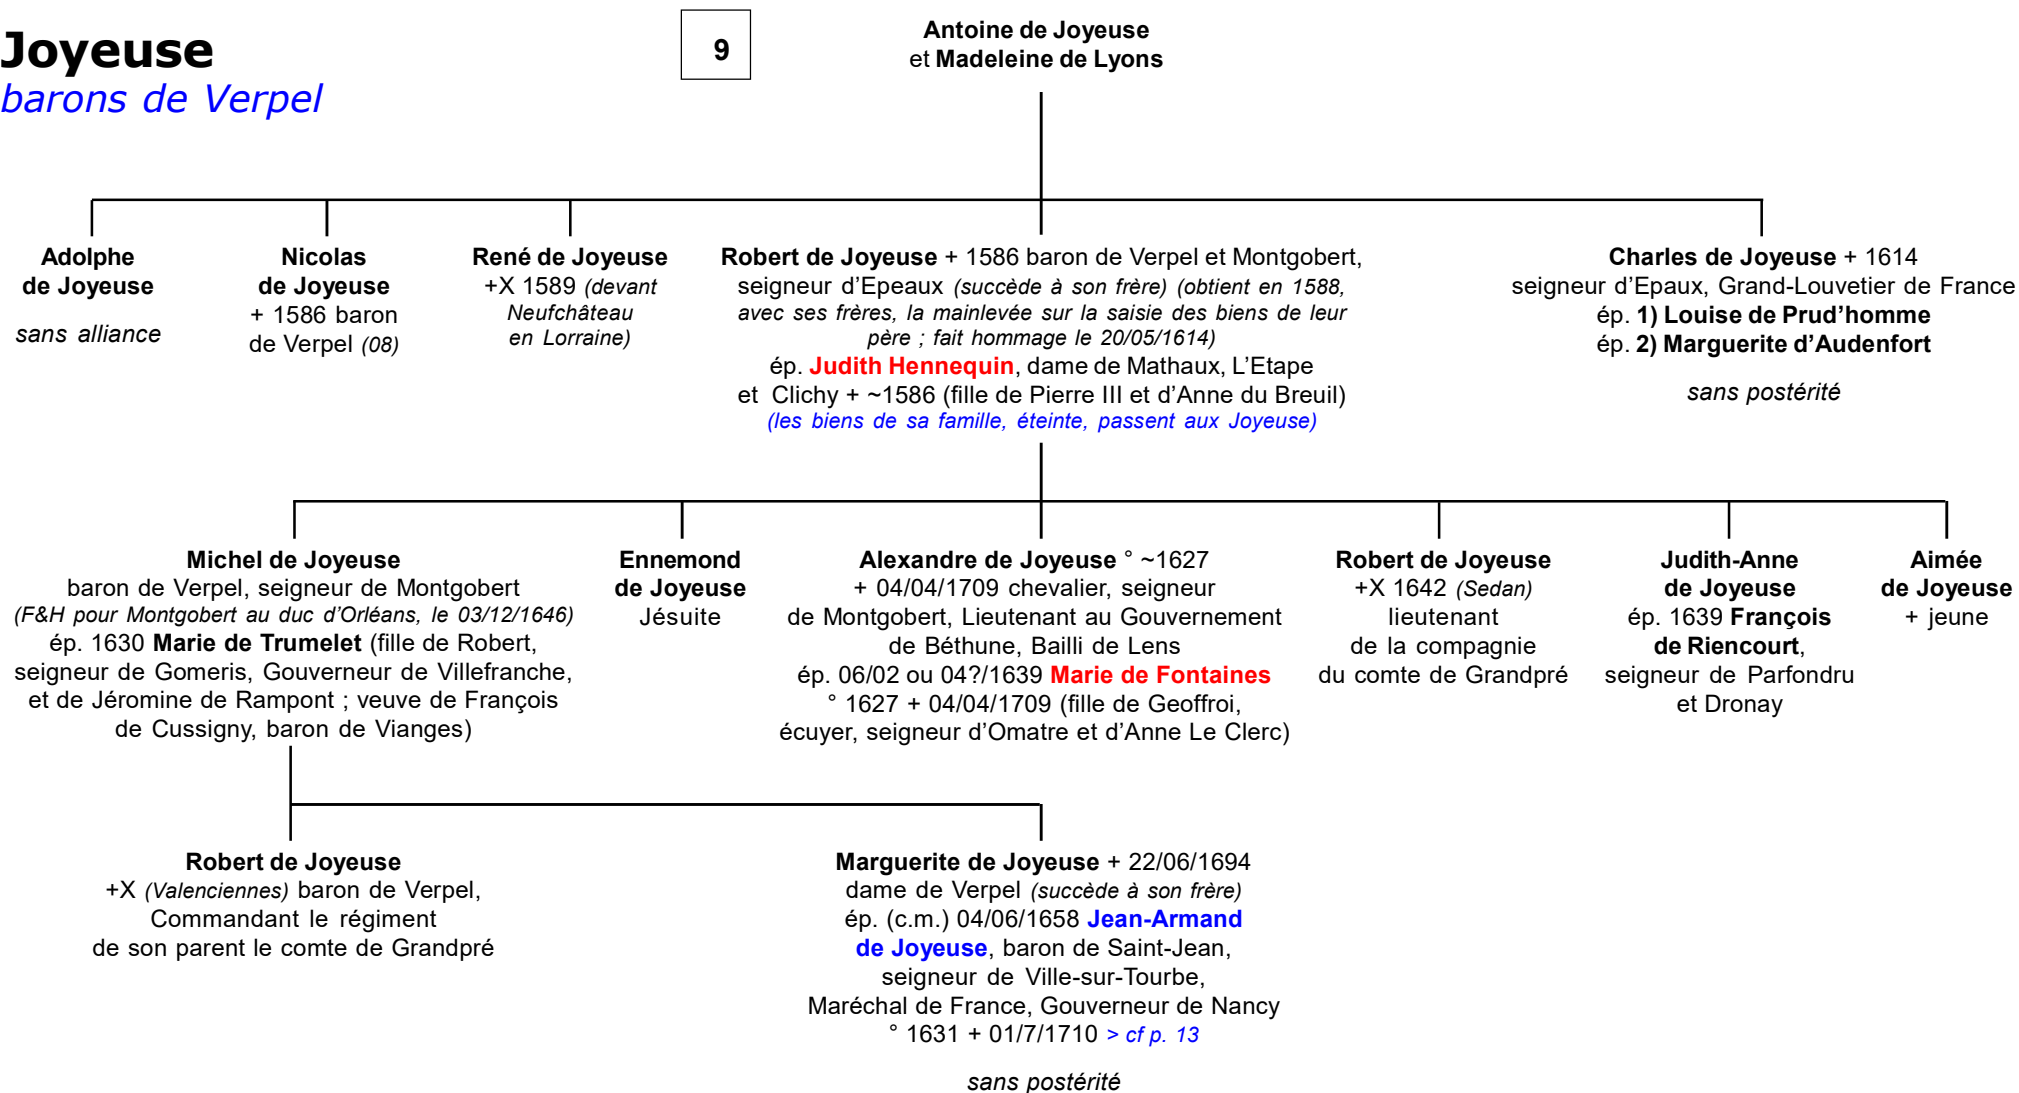 Joyeuse
barons de Verpel
9
Antoine de Joyeuse
et Madeleine de Lyons
Adolphe
de Joyeuse
sans alliance
Nicolas
de Joyeuse
+ 1586 baron
de Verpel (08)
René de Joyeuse
+X 1589 (devant
Neufchâteau
en Lorraine)
Robert de Joyeuse + 1586 baron de Verpel et Montgobert,
seigneur d'Epeaux (succède à son frère) (obtient en 1588,
avec ses frères, la mainlevée sur la saisie des biens de leur
père ; fait hommage le 20/05/1614)
ép. Judith Hennequin, dame de Mathaux, L'Etape
et Clichy + ~1586 (fille de Pierre III et d'Anne du Breuil)
(les biens de sa famille, éteinte, passent aux Joyeuse)
Charles de Joyeuse + 1614
seigneur d'Epaux, Grand-Louvetier de France
ép. 1) Louise de Prud'homme
ép. 2) Marguerite d'Audenfort
sans postérité
Michel de Joyeuse
baron de Verpel, seigneur de Montgobert
(F&H pour Montgobert au duc d'Orléans, le 03/12/1646)
ép. 1630 Marie de Trumelet (fille de Robert,
seigneur de Gomeris, Gouverneur de Villefranche,
et de Jéromine de Rampont ; veuve de François
de Cussigny, baron de Vianges)
Ennemond
de Joyeuse
Jésuite
Alexandre de Joyeuse ° ~1627
+ 04/04/1709 chevalier, seigneur
de Montgobert, Lieutenant au Gouvernement
de Béthune, Bailli de Lens
ép. 06/02 ou 04?/1639 Marie de Fontaines
° 1627 + 04/04/1709 (fille de Geoffroi,
écuyer, seigneur d'Omatre et d'Anne Le Clerc)
Robert de Joyeuse
+X 1642 (Sedan)
lieutenant
de la compagnie
du comte de Grandpré
Judith-Anne
de Joyeuse
ép. 1639 François
de Riencourt,
seigneur de Parfondru
et Dronay
Aimée
de Joyeuse
+ jeune
Robert de Joyeuse
+X (Valenciennes) baron de Verpel,
Commandant le régiment
de son parent le comte de Grandpré
Marguerite de Joyeuse + 22/06/1694
dame de Verpel (succède à son frère)
ép. (c.m.) 04/06/1658 Jean-Armand
de Joyeuse, baron de Saint-Jean,
seigneur de Ville-sur-Tourbe,
Maréchal de France, Gouverneur de Nancy
° 1631 + 01/7/1710 > cf p. 13
sans postérité